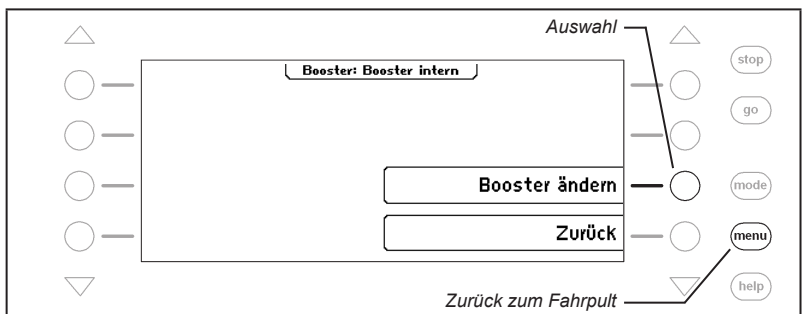 Auswahl
stop
Booster: Booster intern
go
Booster ändern
mode
Zurück
menu
help
Zurück zum Fahrpult